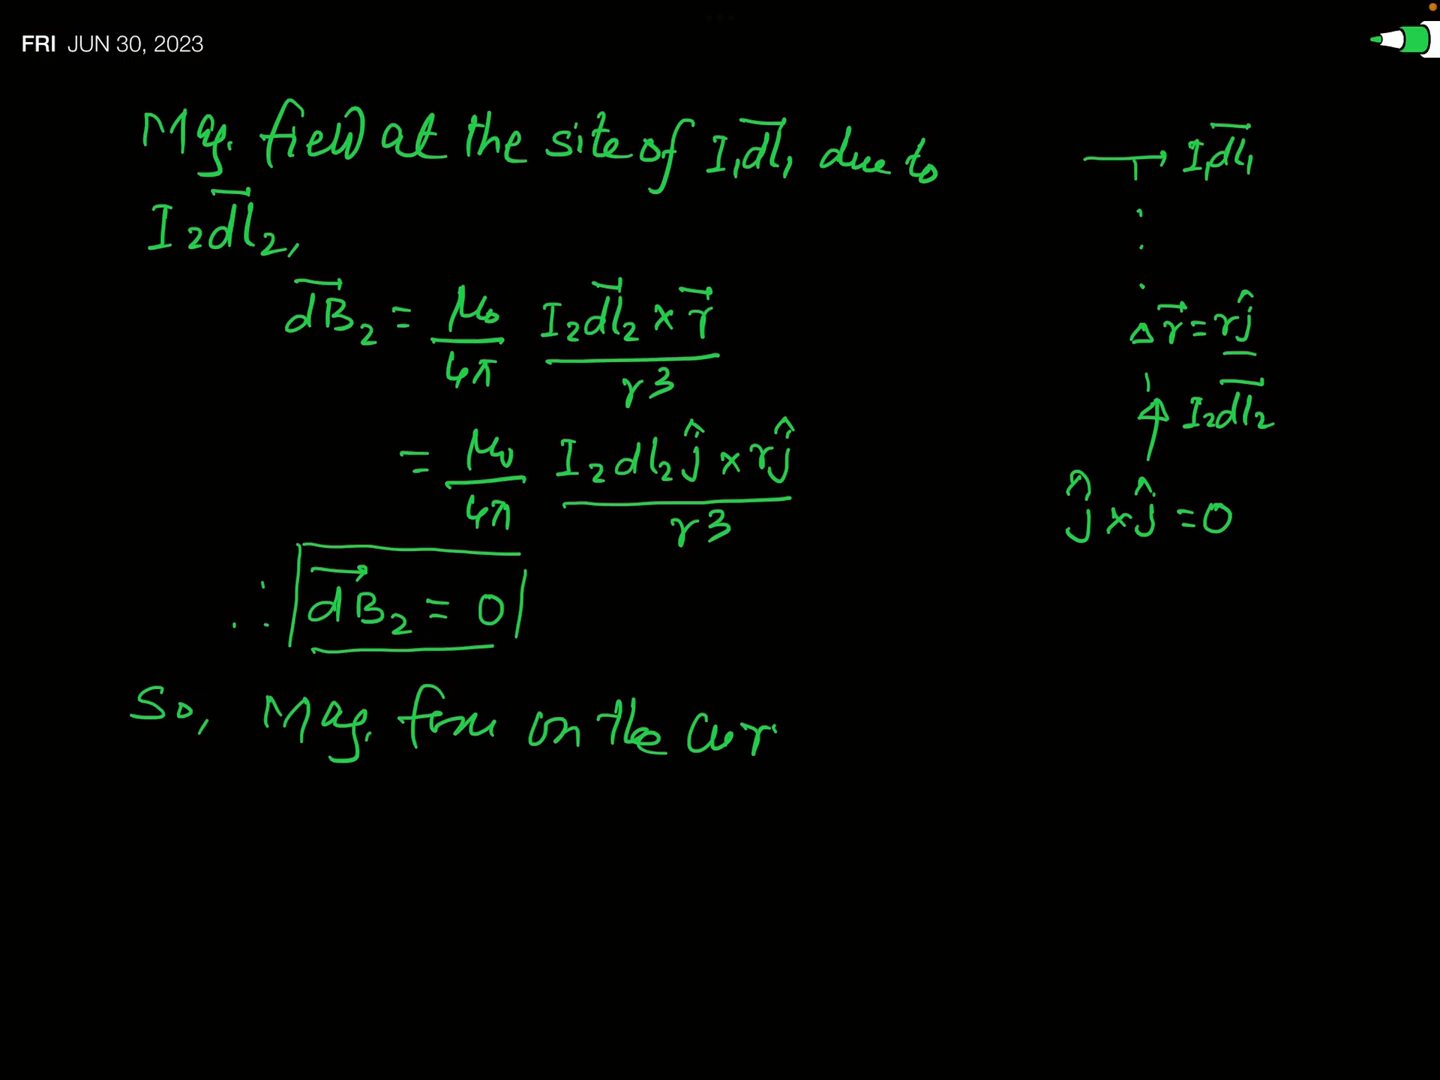 FRI JUN 30, 2023
Mag. field at the site of I₁dl₁ due to
I₂dl₂,
dB₂ = μ₀/4π I₂dl₂ × r / r³
= μ₀/4π I₂dl₂ĵ × rĵ / r³
∴ dB₂ = 0
So, Mag. force on the cur
I₁dl₁
r = rĵ
I₂dl₂
ĵ × ĵ = 0